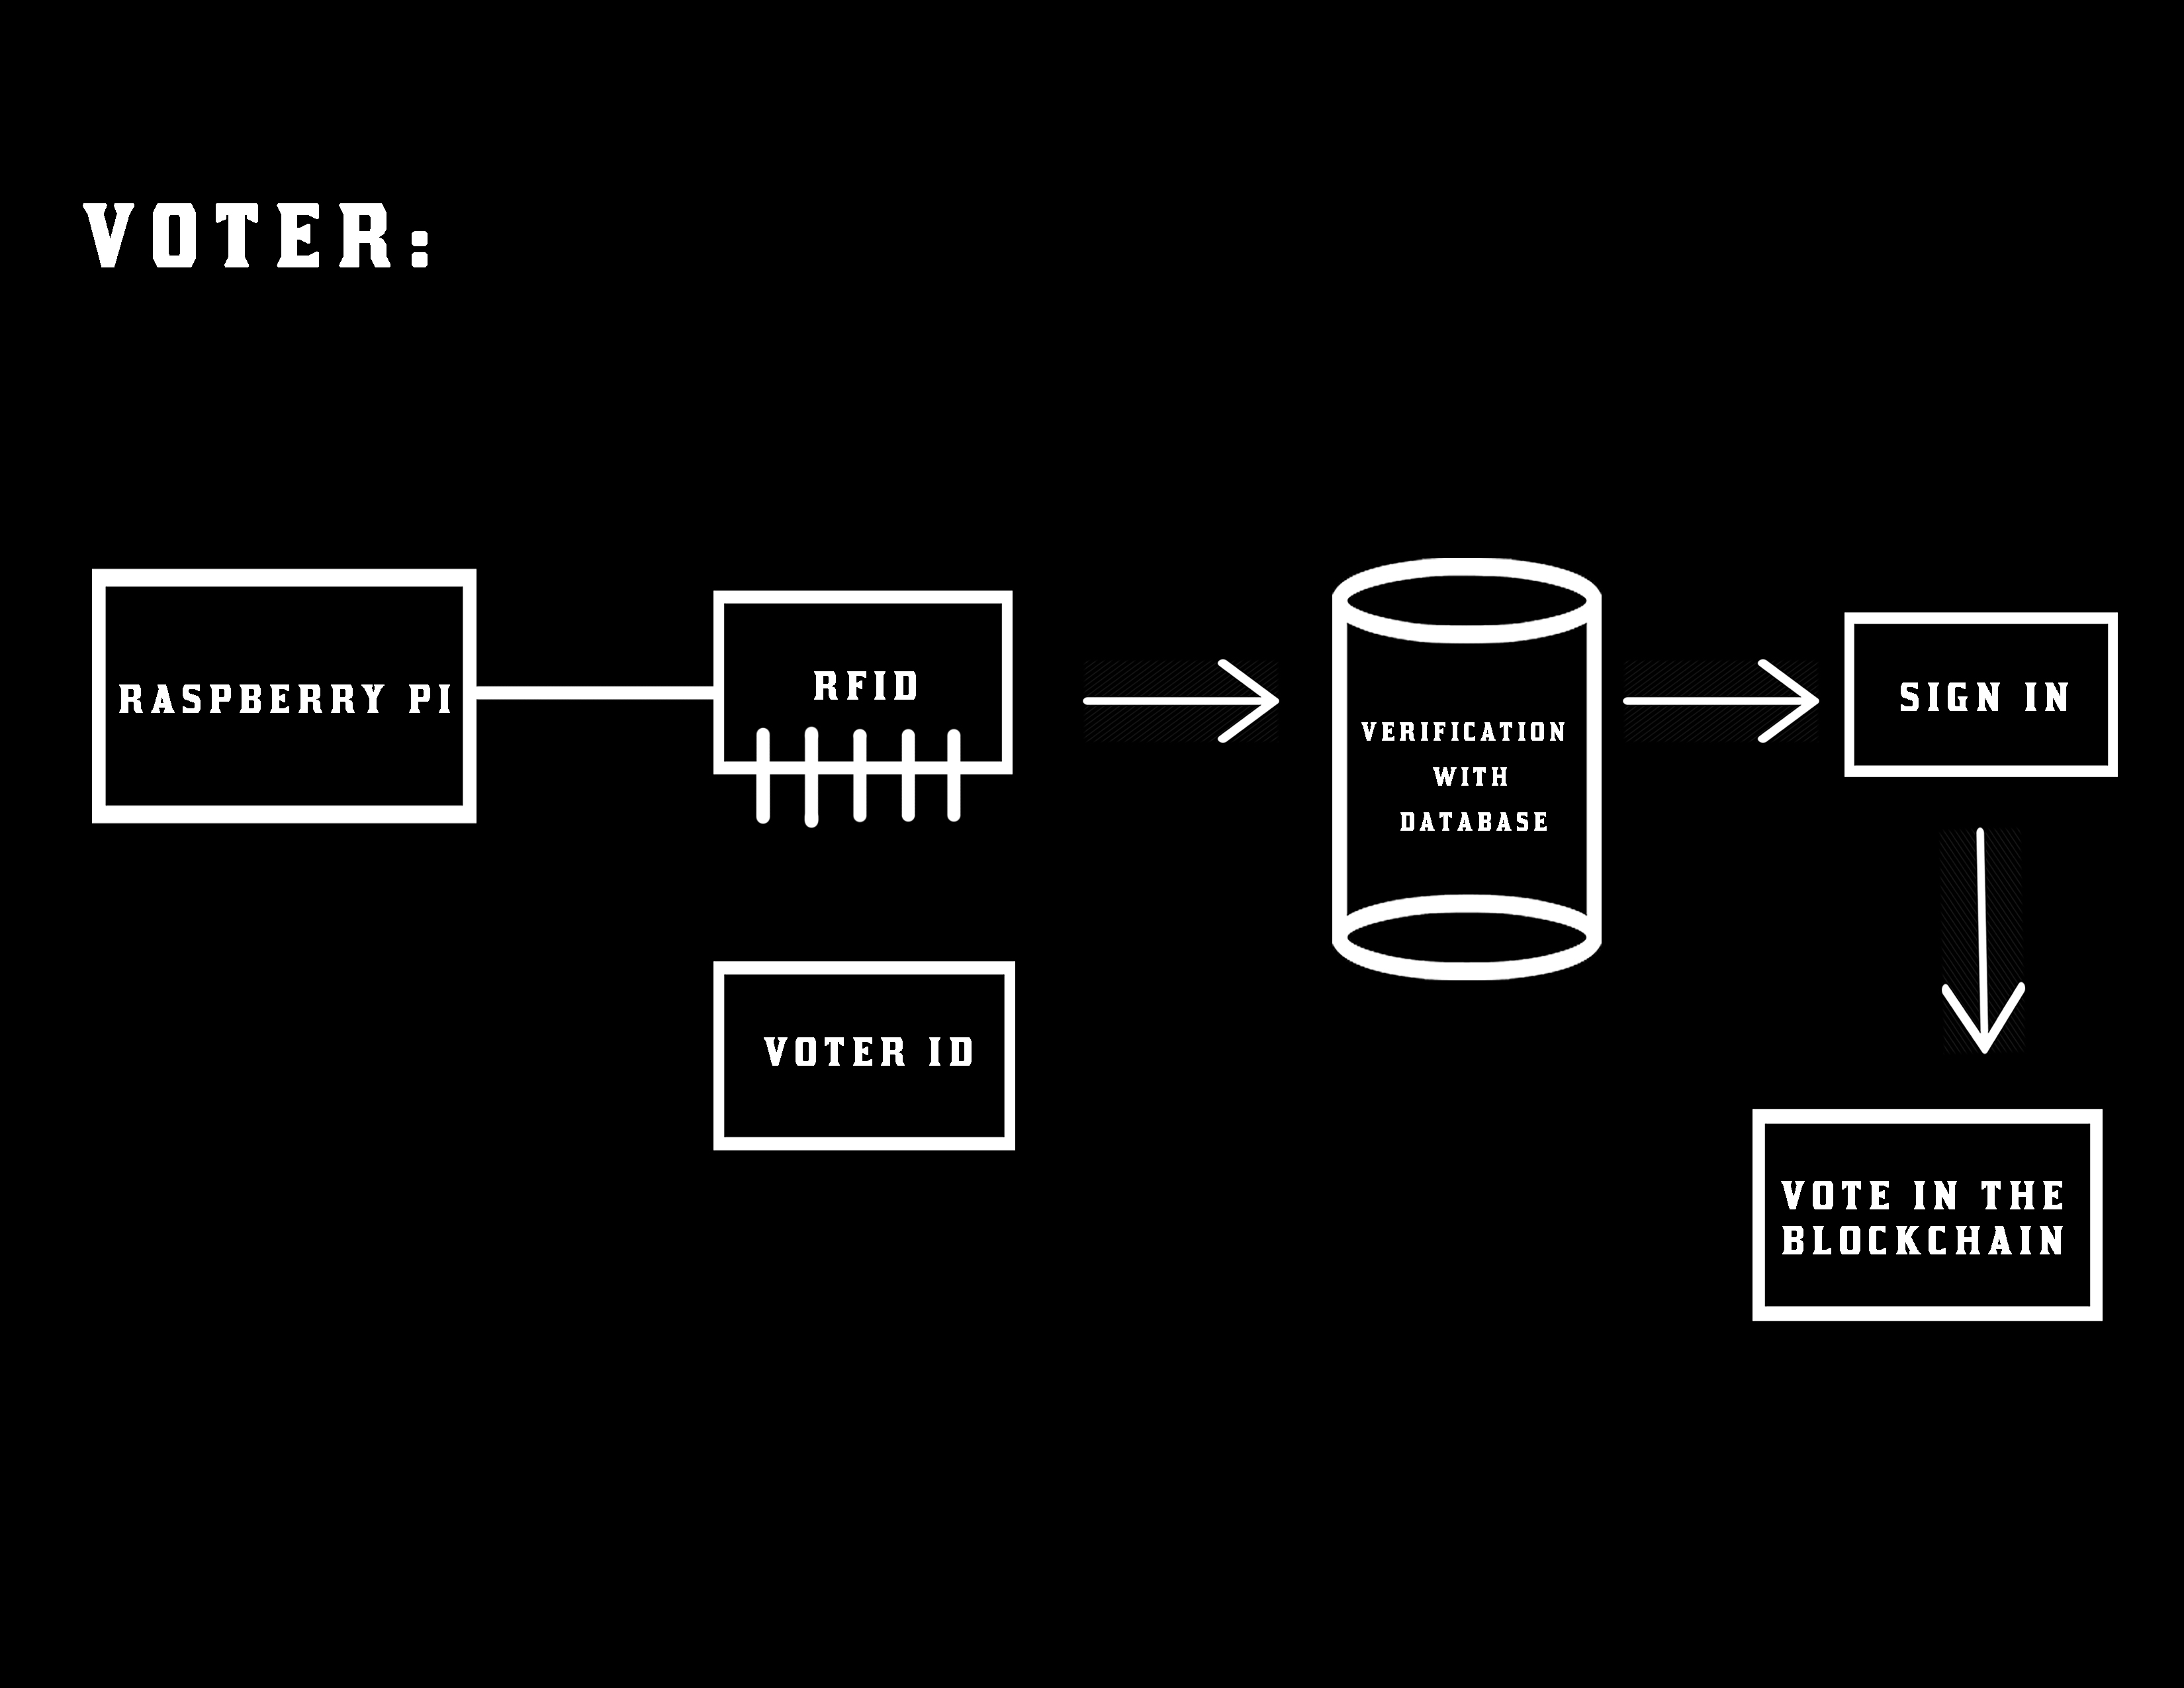 VOTER:
RASPBERRY PI
RFID
VERIFICATION
WITH
DATABASE
SIGN IN
VOTER ID
VOTE IN THE
BLOCKCHAIN